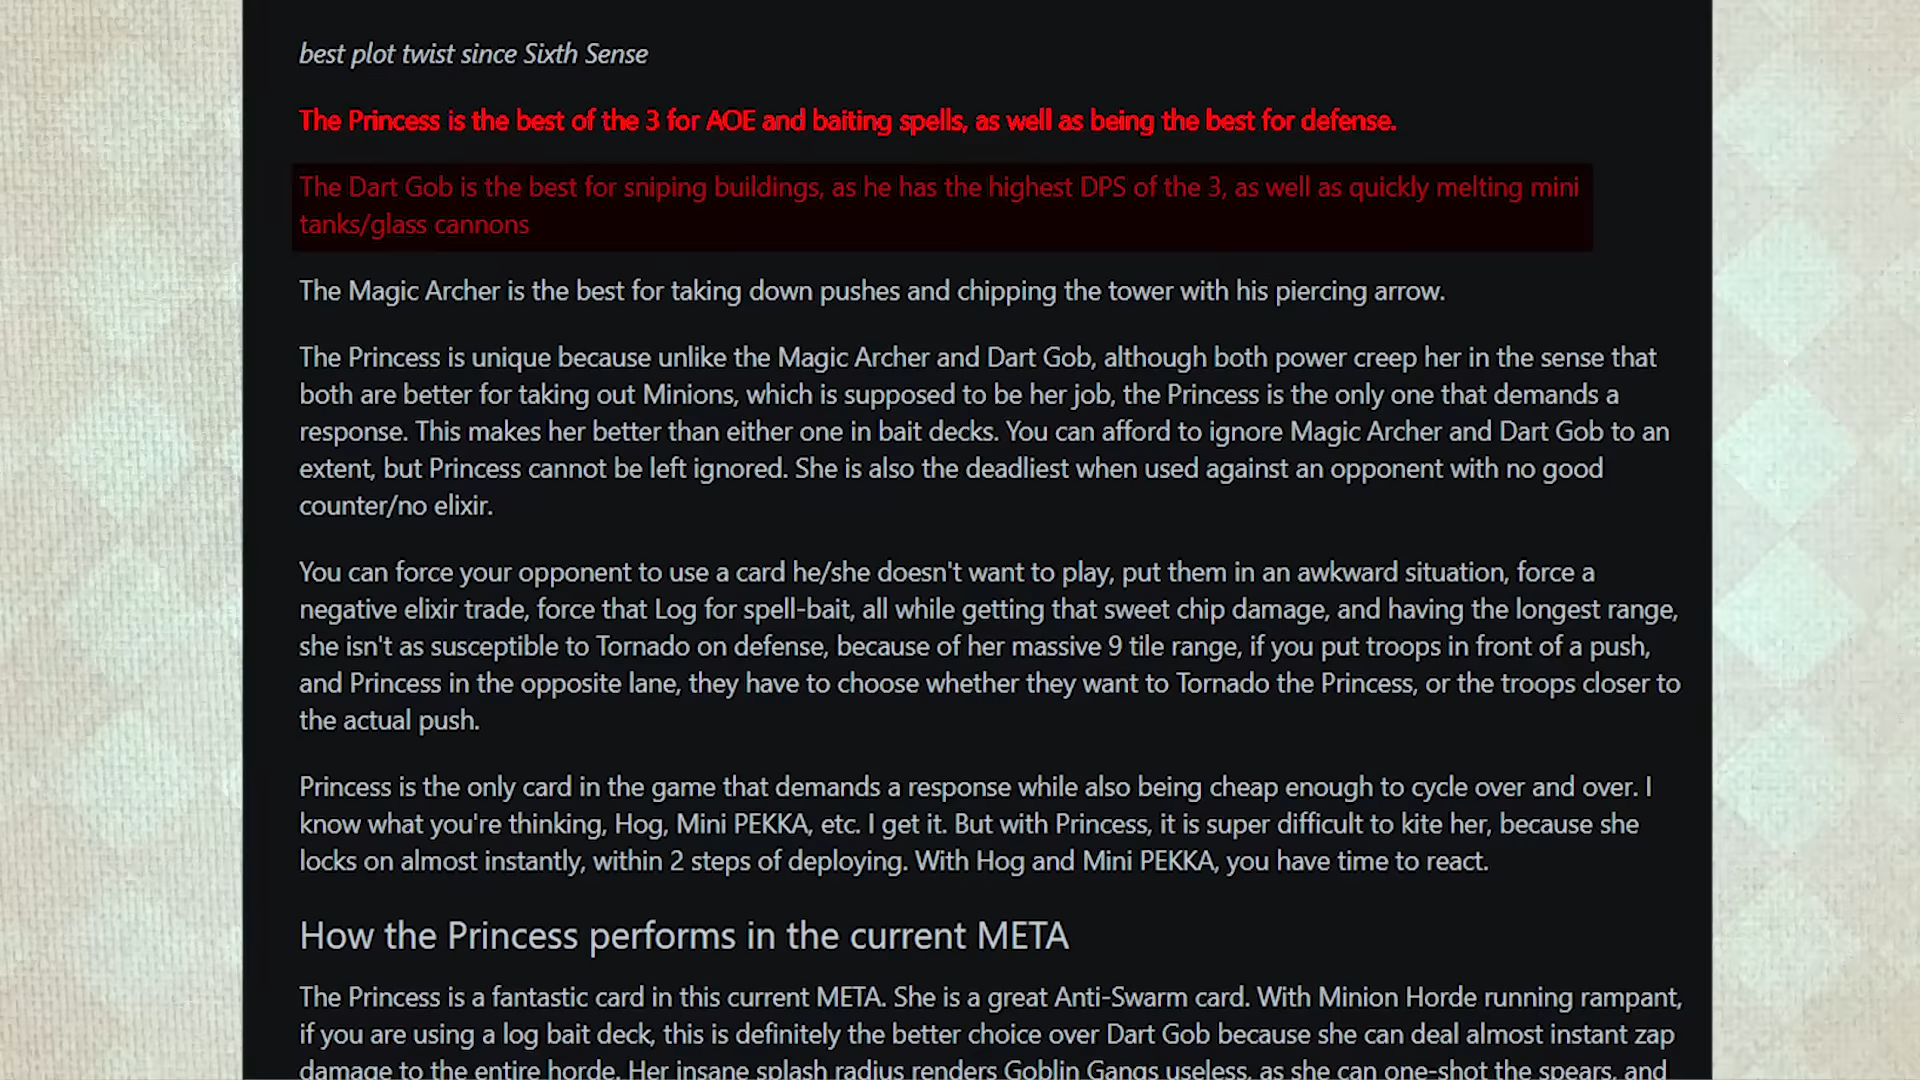 best plot twist since Sixth Sense
The Princess is the best of the 3 for AOE and baiting spells, as well as being the best for defense.
The Dart Gob is the best for sniping buildings, as he has the highest DPS of the 3, as well as quickly melting mini
tanks/glass cannons
The Magic Archer is the best for taking down pushes and chipping the tower with his piercing arrow.
The Princess is unique because unlike the Magic Archer and Dart Gob, although both power creep her in the sense that
both are better for taking out Minions, which is supposed to be her job, the Princess is the only one that demands a
response. This makes her better than either one in bait decks. You can afford to ignore Magic Archer and Dart Gob to an
extent, but Princess cannot be left ignored. She is also the deadliest when used against an opponent with no good
counter/no elixir.
You can force your opponent to use a card he/she doesn't want to play, put them in an awkward situation, force a
negative elixir trade, force that Log for spell-bait, all while getting that sweet chip damage, and having the longest range,
she isn't as susceptible to Tornado on defense, because of her massive 9 tile range, if you put troops in front of a push,
and Princess in the opposite lane, they have to choose whether they want to Tornado the Princess, or the troops closer to
the actual push.
Princess is the only card in the game that demands a response while also being cheap enough to cycle over and over. I
know what you're thinking, Hog, Mini PEKKA, etc. I get it. But with Princess, it is super difficult to kite her, because she
locks on almost instantly, within 2 steps of deploying. With Hog and Mini PEKKA, you have time to react.
How the Princess performs in the current META
The Princess is a fantastic card in this current META. She is a great Anti-Swarm card. With Minion Horde running rampant,
if you are using a log bait deck, this is definitely the better choice over Dart Gob because she can deal almost instant zap
damage to the entire horde. Her insane splash radius renders Goblin Gangs useless, as she can one-shot the spears, and